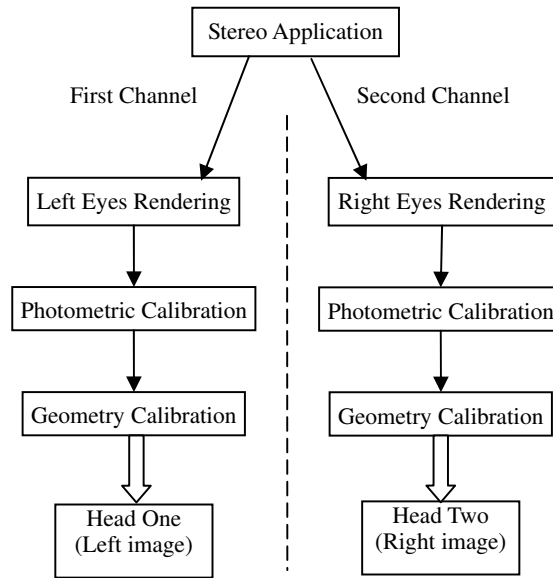 Stereo Application
First Channel
Second Channel
Left Eyes Rendering
Right Eyes Rendering
Photometric Calibration
Photometric Calibration
Geometry Calibration
Geometry Calibration
Head One
(Left image)
Head Two
(Right image)